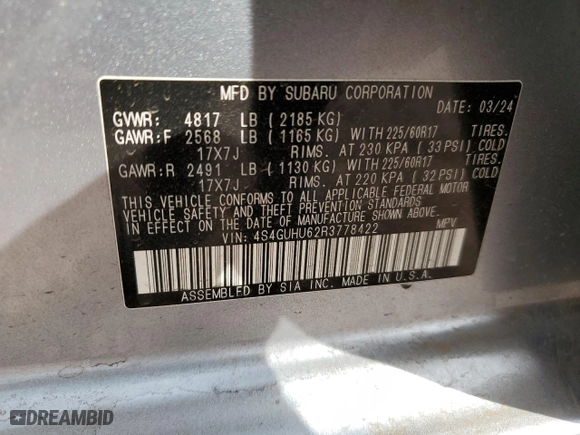 MFD BY SUBARU CORPORATION
GVWR: 4817 LB ( 2185 KG) DATE: 03/24
GAWR:F 2568 LB ( 1165 KG) WITH 225/60R17 TIRES.
17X7J RIMS. AT 230 KPA ( 33 PSI) COLD
GAWR:R 2491 LB ( 1130 KG) WITH 225/60R17 TIRES.
17X7J RIMS. AT 220 KPA ( 32 PSI) COLD
THIS VEHICLE CONFORMS TO ALL APPLICABLE FEDERAL MOTOR
VEHICLE SAFETY AND THEFT PREVENTION STANDARDS
IN EFFECT ON THE DATE OF MANUFACTURE SHOWN ABOVE.
VIN: 4S4GUHU62R3778422 MPV
ASSEMBLED BY SIA INC. MADE IN U.S.A.
DREAMBID